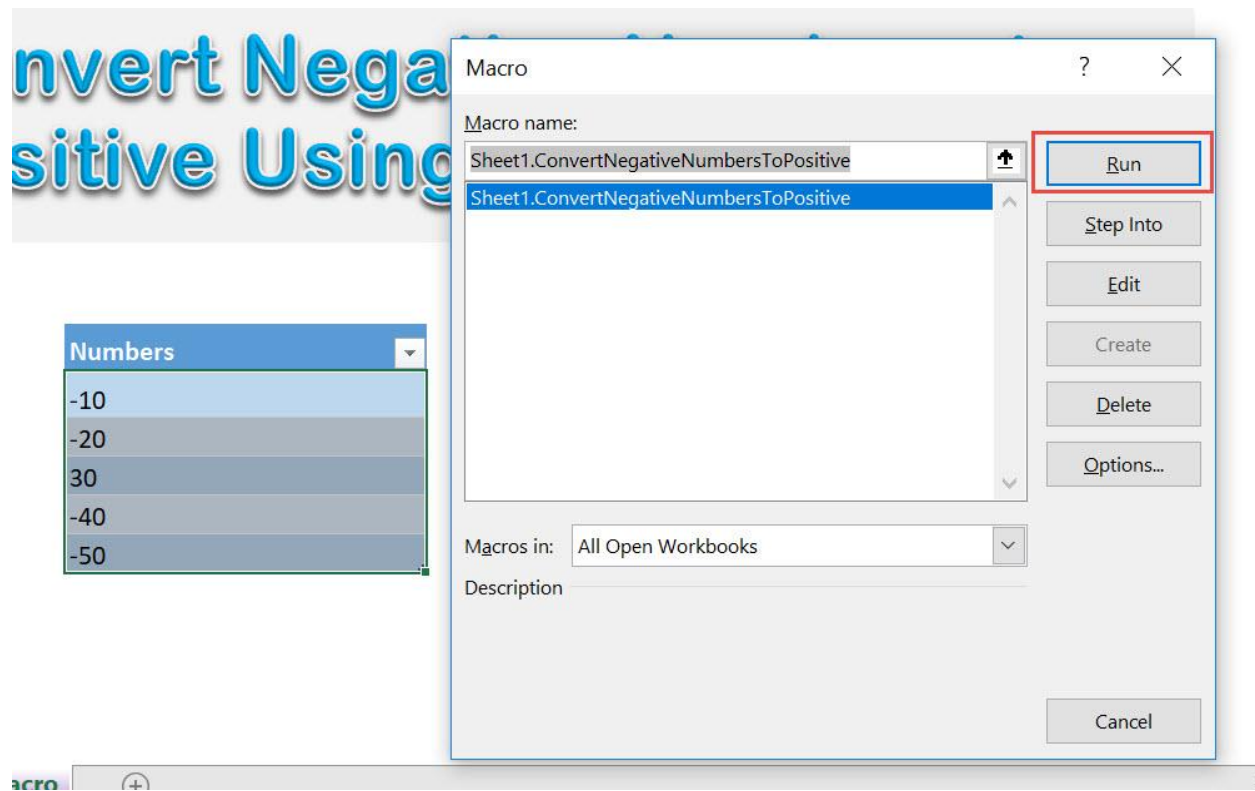 nvert Nega
sitive Using
Macro
?
Macro name:
Sheet1.ConvertNegativeNumbersToPositive
Sheet1.ConvertNegativeNumbersToPositive
Run
Step Into
Edit
Create
Delete
Options...
Numbers
-10
-20
30
-40
-50
Macros in: All Open Workbooks
Description
Cancel
acro